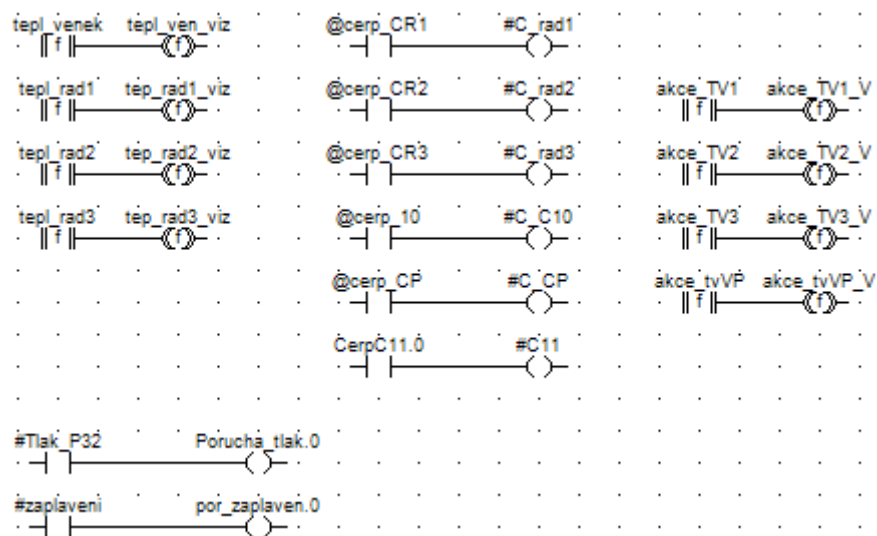 tepl_venek tepl_ven_viz @cerp_CR1 #C_rad1
f f
tepl_rad1 tep_rad1_viz @cerp_CR2 #C_rad2 akce_TV1 akce_TV1_V
f f f f
tepl_rad2 tep_rad2_viz @cerp_CR3 #C_rad3 akce_TV2 akce_TV2_V
f f f f
tepl_rad3 tep_rad3_viz @cerp_10 #C_C10 akce_TV3 akce_TV3_V
f f f f
@cerp_CP #C_CP akce_tvVP akce_tvVP_V
f f
CerpC11.0 #C11
#Tlak_P32 Porucha_tlak.0
#zaplaveni por_zaplaven.0